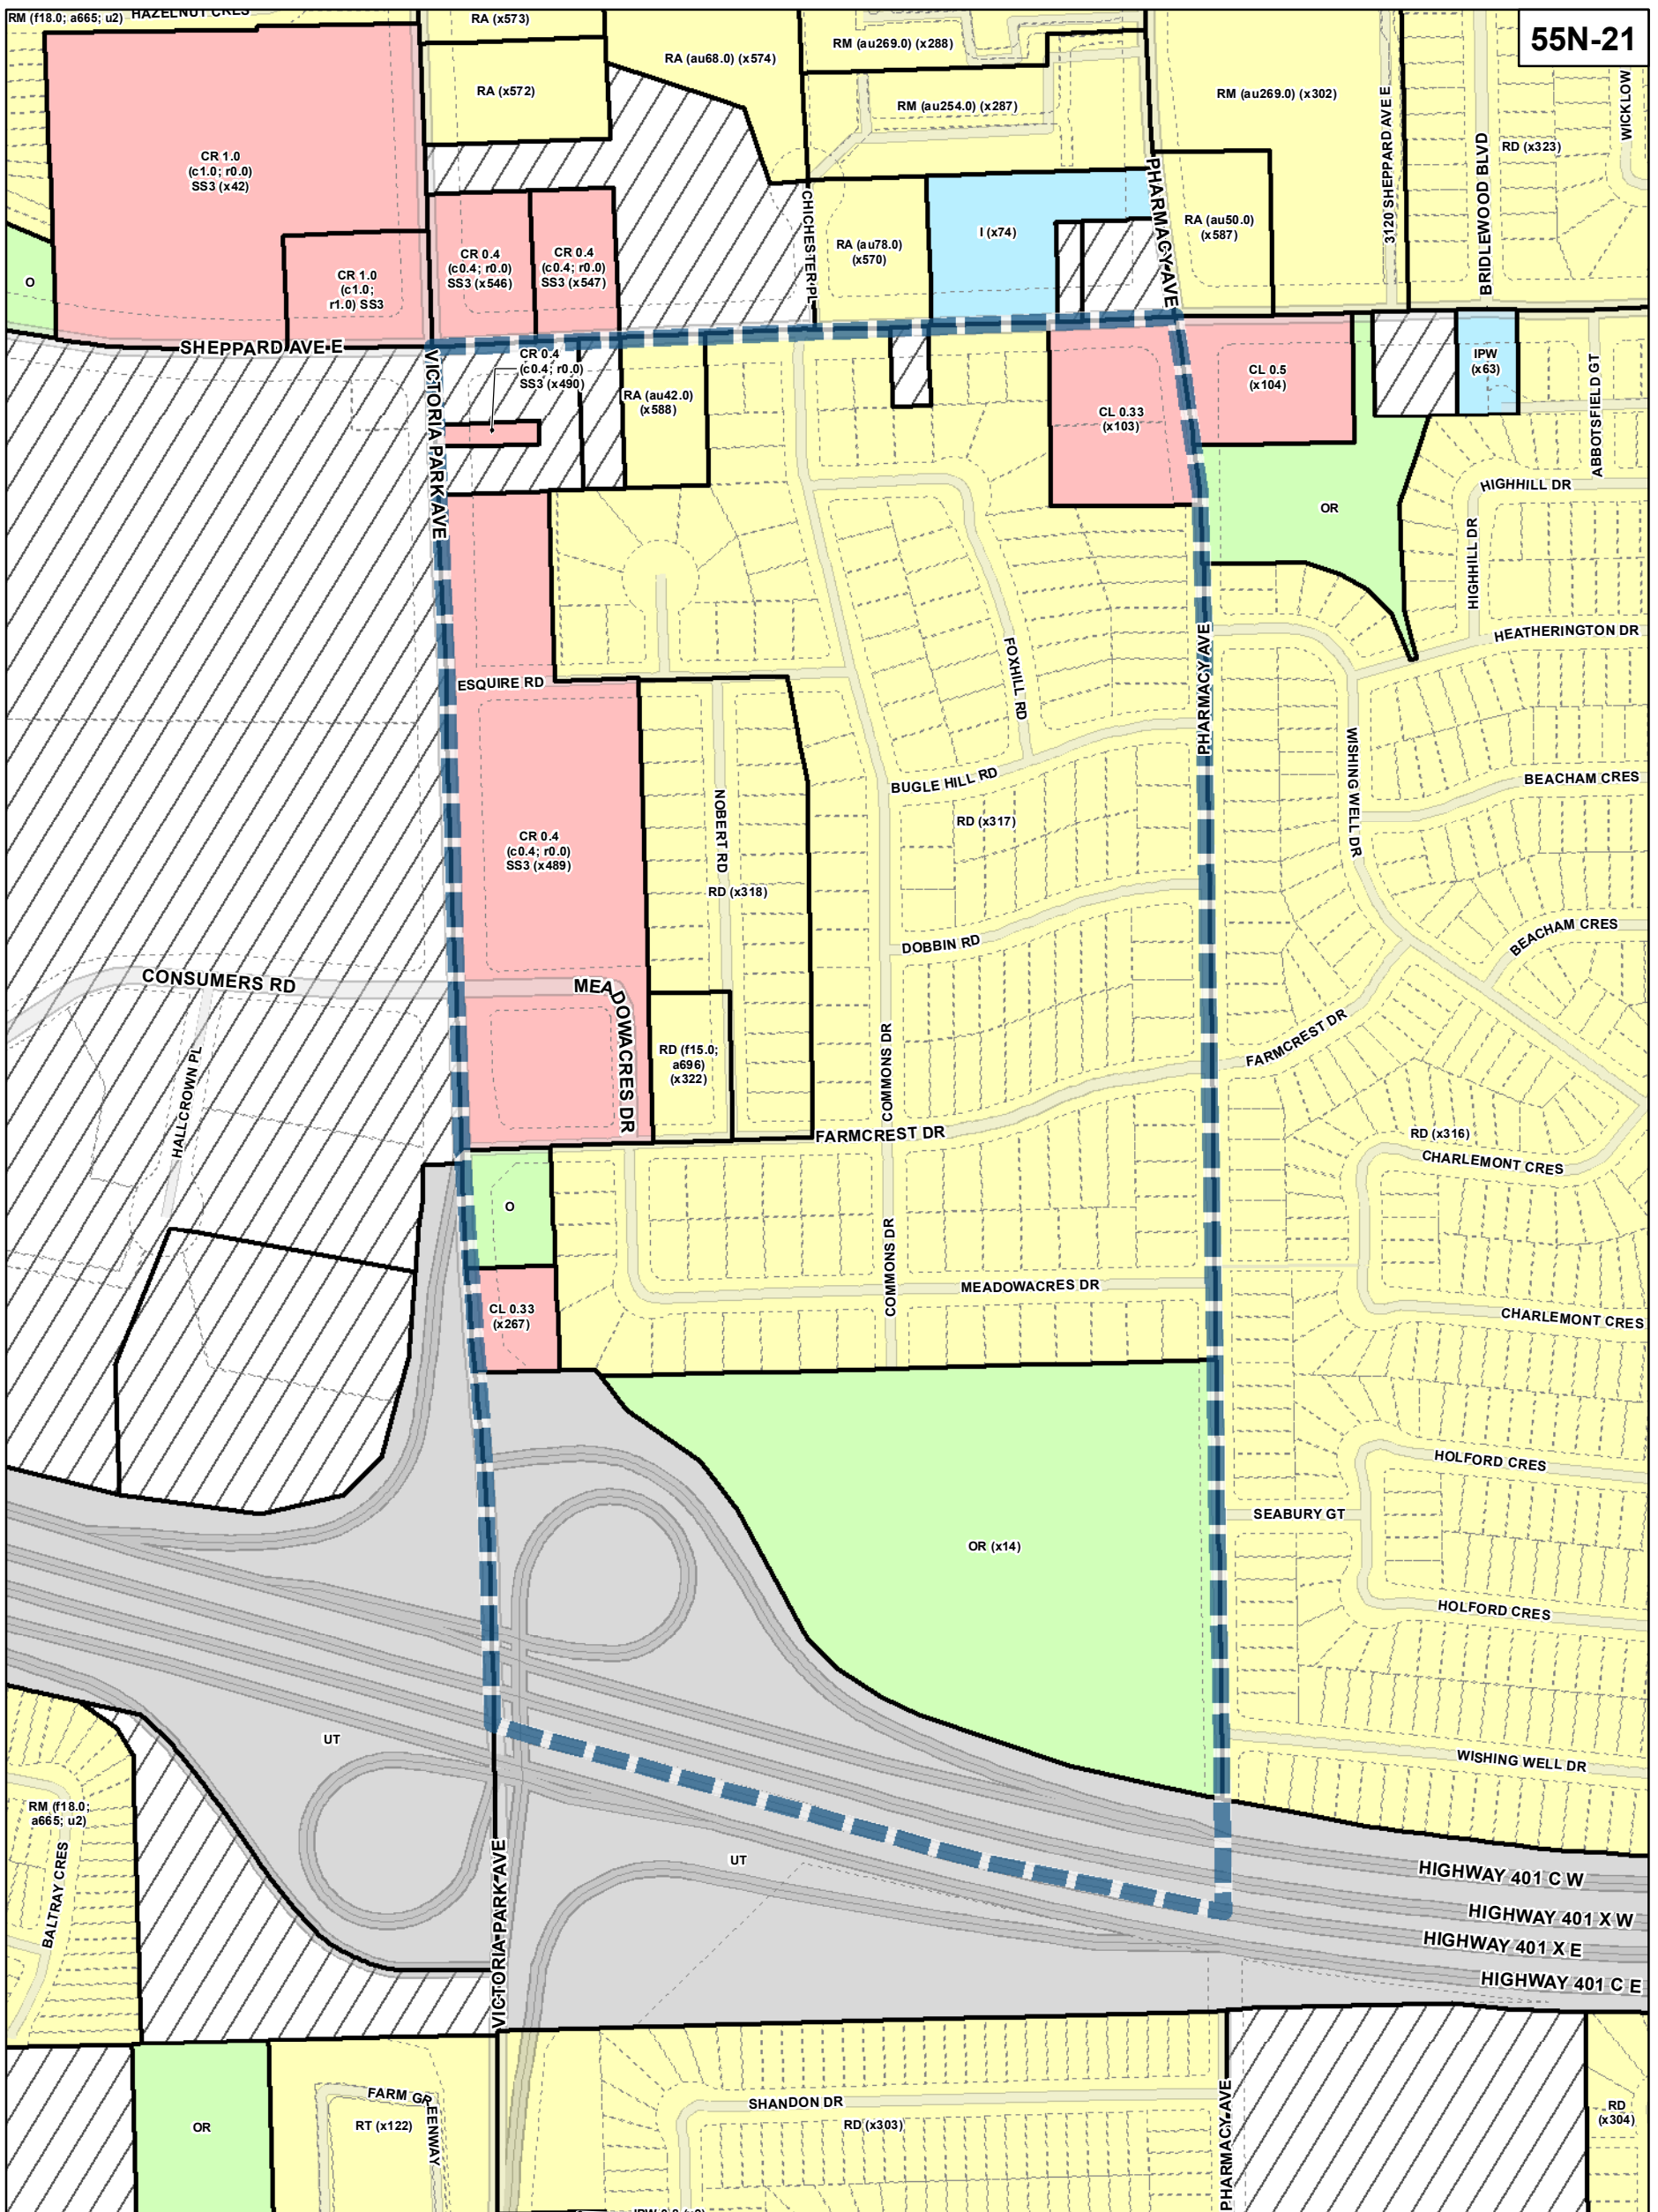 RM (f18.0; a665; u2)
HAZELNUT CRES
RA (x573)
55N-21
RM (au269.0) (x288)
RA (au68.0) (x574)
RA (x572)
RM (au269.0) (x302)
RM (au254.0) (x287)
3120 SHEPPARD AVE E
BRIDLEWOOD BLVD
RD (x323)
WICKLOW
CR 1.0
(c1.0; r0.0)
SS3 (x42)
PHARMACY AVE
CHICHESTER PL
RA (au50.0)
(x587)
I (x74)
RA (au78.0)
(x570)
CR 0.4
(c0.4; r0.0)
SS3 (x546)
CR 0.4
(c0.4; r0.0)
SS3 (x547)
O
CR 1.0
(c1.0;
r1.0) SS3
SHEPPARD AVE E
VICTORIA PARK AVE
CR 0.4
(c0.4; r0.0)
SS3 (x490)
RA (au42.0)
(x588)
CL 0.33
(x103)
CL 0.5
(x104)
IPW
(x63)
ABBOTSFIELD GT
HIGHHILL DR
OR
HIGHHILL DR
HEATHERINGTON DR
FOXHILL RD
PHARMACY AVE
ESQUIRE RD
WISHING WELL DR
BUGLE HILL RD
BEACHAM CRES
NOBERT RD
RD (x317)
CR 0.4
(c0.4; r0.0)
SS3 (x489)
RD (x318)
DOBBIN RD
BEACHAM CRES
CONSUMERS RD
MEADOWACRES DR
COMMONS DR
FARMCREST DR
HALLCROWN PL
RD (f15.0;
a696)
(x322)
FARMCREST DR
RD (x316)
CHARLEMONT CRES
O
COMMONS DR
MEADOWACRES DR
CL 0.33
(x267)
CHARLEMONT CRES
HOLFORD CRES
SEABURY GT
OR (x14)
HOLFORD CRES
UT
WISHING WELL DR
RM (f18.0;
a665; u2)
BALTRAY CRES
UT
VICTORIA PARK AVE
HIGHWAY 401 C W
HIGHWAY 401 X W
HIGHWAY 401 X E
HIGHWAY 401 C E
FARM GREENWAY
SHANDON DR
OR
RT (x122)
RD (x303)
PHARMACY AVE
RD
(x304)